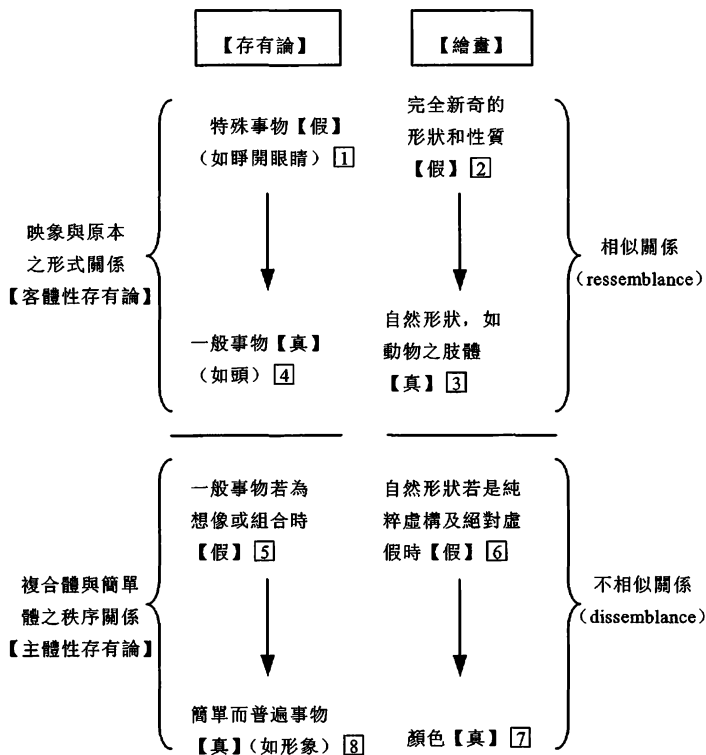 【存有論】
【繪畫】
特殊事物【假】
（如睜開眼睛）1
完全新奇的
形狀和性質
【假】2
映象與原本
之形式關係
【客體性存有論】
相似關係
（ressemblance）
一般事物【真】
（如頭）4
自然形狀，如
動物之肢體
【真】3
一般事物若為
想像或組合時
【假】5
自然形狀若是純
粹虛構及絕對虛
假時【假】6
複合體與簡單
體之秩序關係
【主體性存有論】
不相似關係
（dissemblance）
簡單而普遍事物
【真】（如形象）8
顏色【真】7